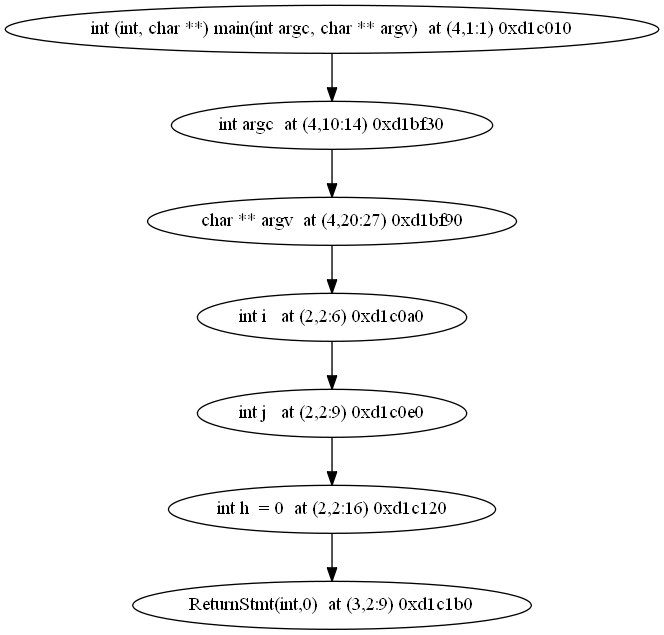 int (int, char **) main(int argc, char ** argv) at (4,1:1) 0xd1c010
int argc at (4,10:14) 0xd1bf30
char ** argv at (4,20:27) 0xd1bf90
int i at (2,2:6) 0xd1c0a0
int j at (2,2:9) 0xd1c0e0
int h = 0 at (2,2:16) 0xd1c120
ReturnStmt(int,0) at (3,2:9) 0xd1c1b0